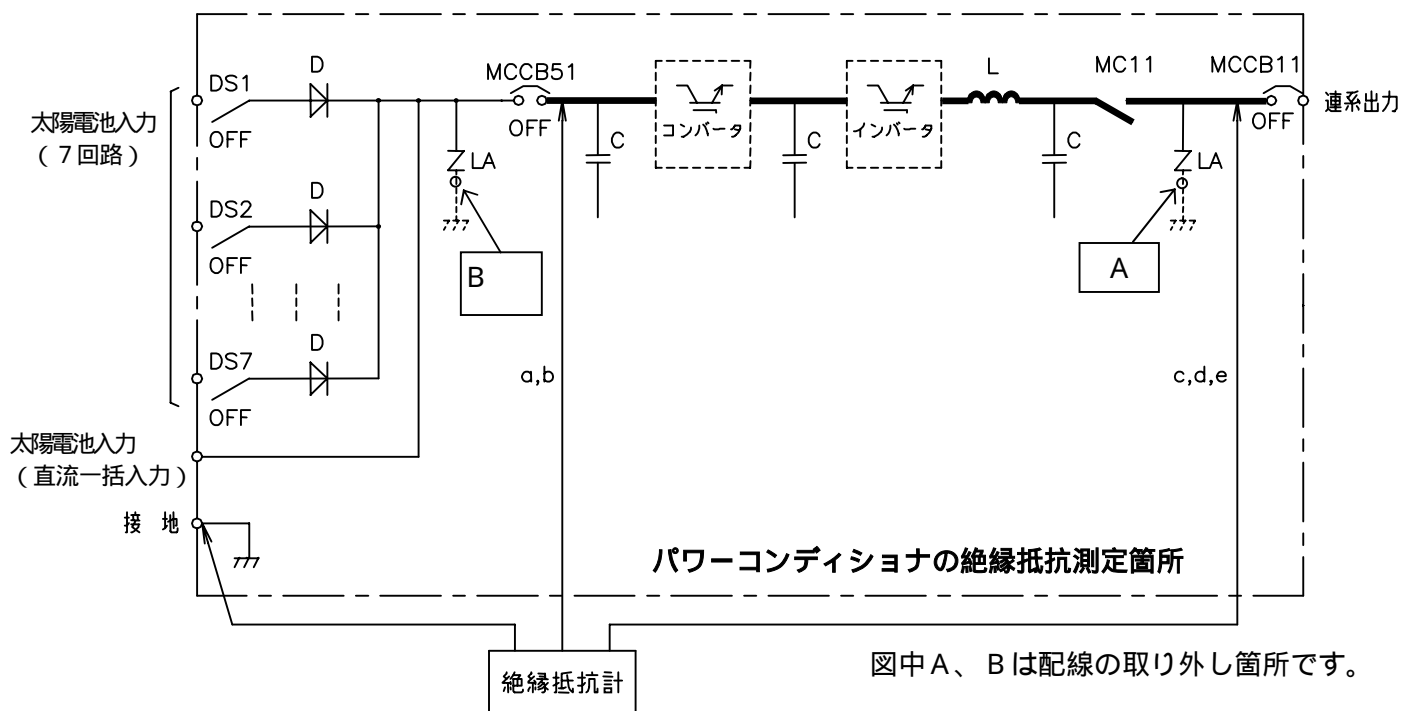 DS1
OFF
D
太陽電池入力
(7回路)
DS2
OFF
D
DS7
OFF
D
太陽電池入力
(直流一括入力)
接 地
LA
B
MCCB51
OFF
C
コンバータ
C
インバータ
L
C
MC11
LA
A
MCCB11
OFF
連系出力
a,b
c,d,e
パワーコンディショナの絶縁抵抗測定箇所
絶縁抵抗計
図中A、Bは配線の取り外し箇所です。